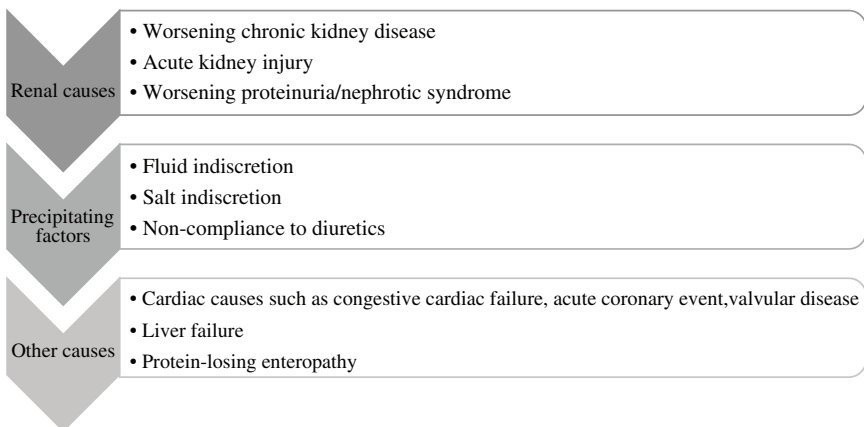 Renal causes
• Worsening chronic kidney disease
• Acute kidney injury
• Worsening proteinuria/nephrotic syndrome
Precipitating
factors
• Fluid indiscretion
• Salt indiscretion
• Non-compliance to diuretics
Other causes
• Cardiac causes such as congestive cardiac failure, acute coronary event,valvular disease
• Liver failure
• Protein-losing enteropathy